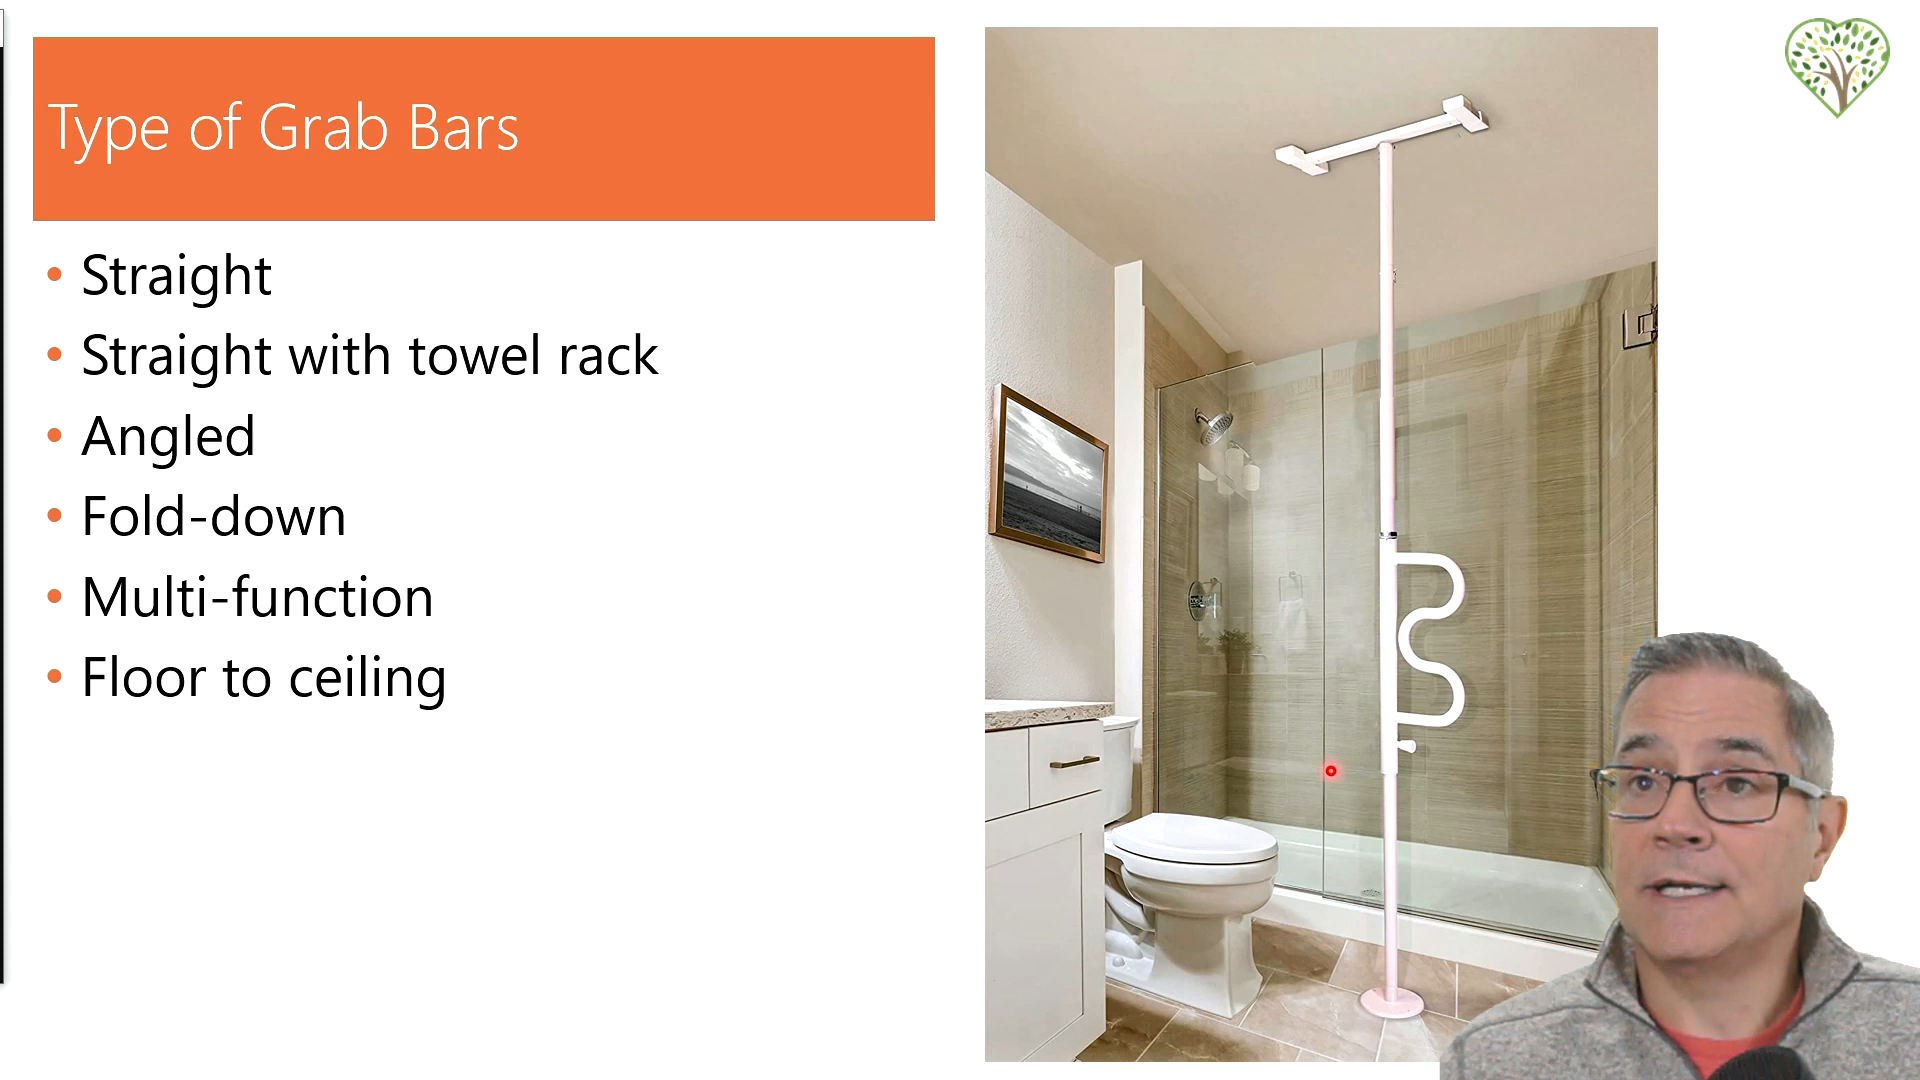 Type of Grab Bars
• Straight
• Straight with towel rack
• Angled
• Fold-down
• Multi-function
• Floor to ceiling